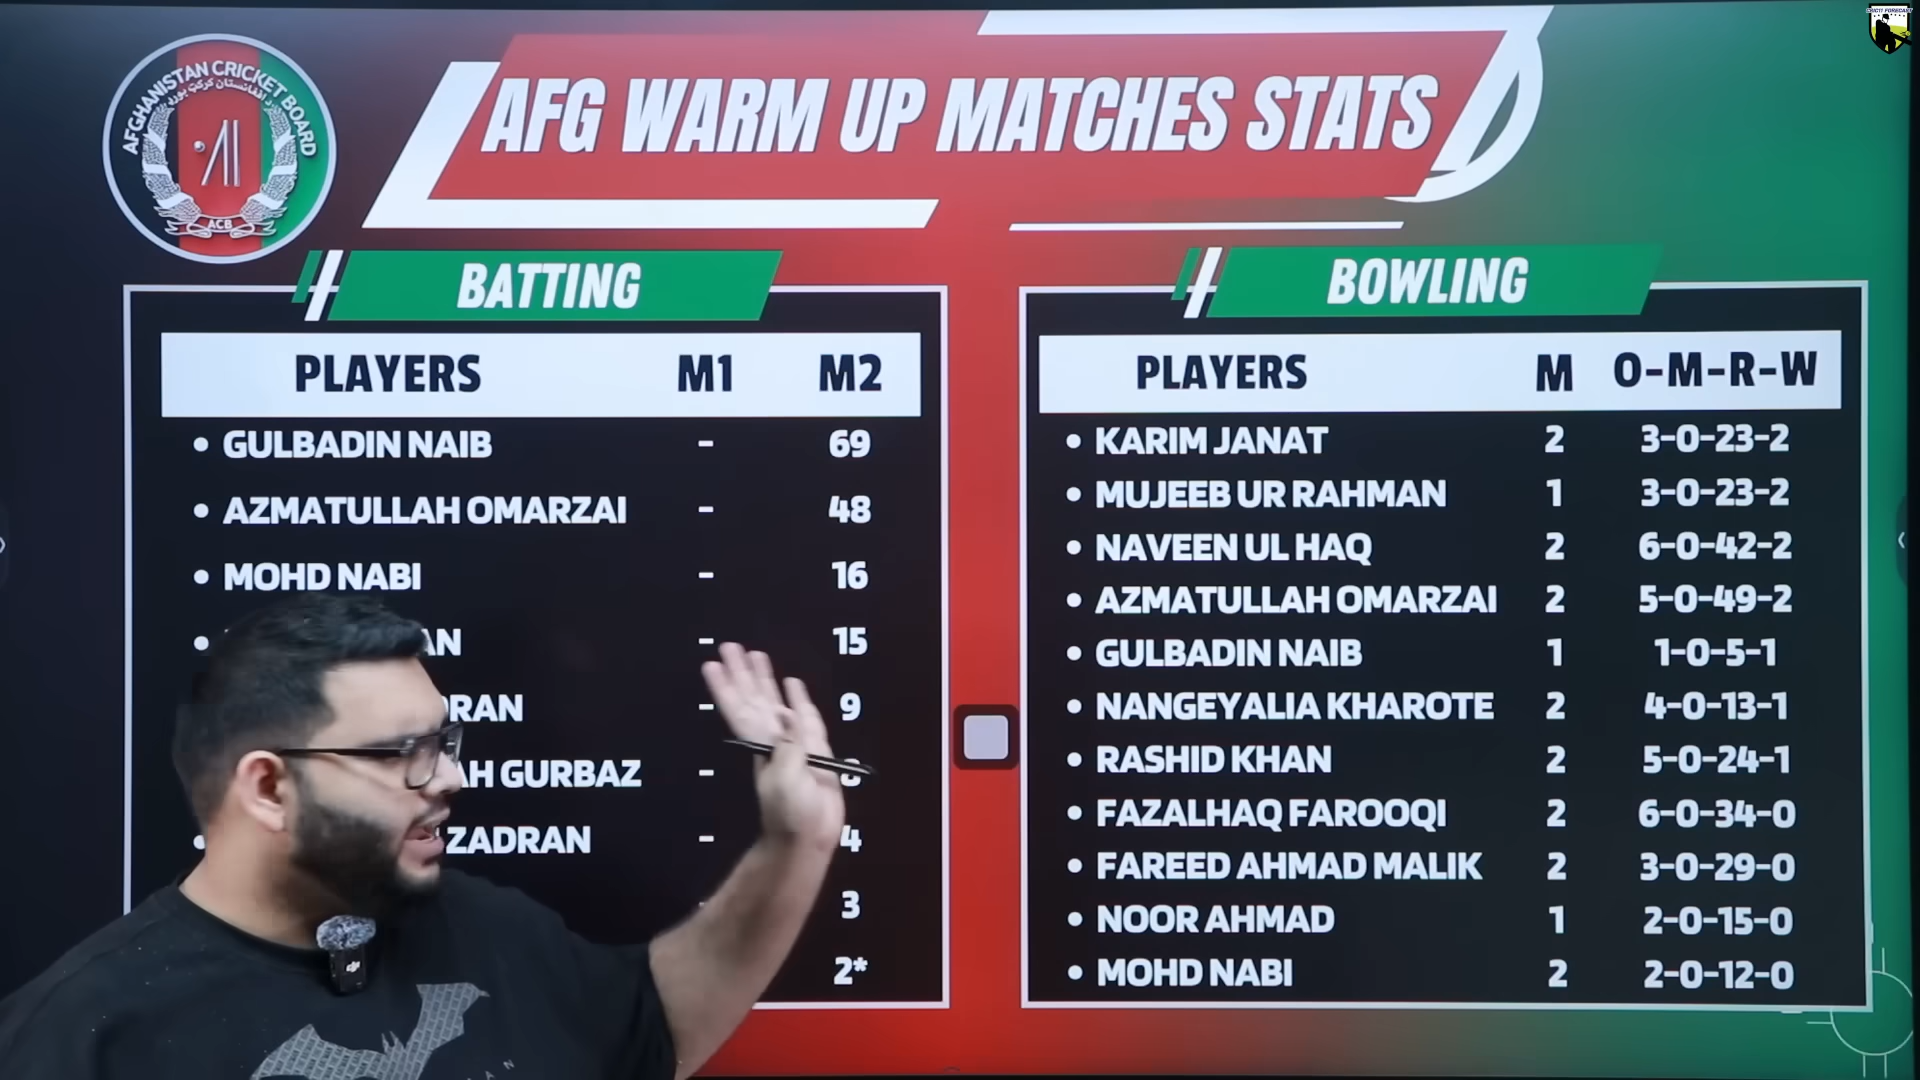 CRIC11 FORECAST
AFGHANISTAN CRICKET BOARD
ACB
AFG WARM UP MATCHES STATS
BATTING
PLAYERS M1 M2
• GULBADIN NAIB - 69
• AZMATULLAH OMARZAI - 48
• MOHD NABI - 16
• AN - 15
RAN - 9
AH GURBAZ -
ZADRAN - 4
3
2*
BOWLING
PLAYERS M O-M-R-W
• KARIM JANAT 2 3-0-23-2
• MUJEEB UR RAHMAN 1 3-0-23-2
• NAVEEN UL HAQ 2 6-0-42-2
• AZMATULLAH OMARZAI 2 5-0-49-2
• GULBADIN NAIB 1 1-0-5-1
• NANGEYALIA KHAROTE 2 4-0-13-1
• RASHID KHAN 2 5-0-24-1
• FAZALHAQ FAROOQI 2 6-0-34-0
• FAREED AHMAD MALIK 2 3-0-29-0
• NOOR AHMAD 1 2-0-15-0
• MOHD NABI 2 2-0-12-0